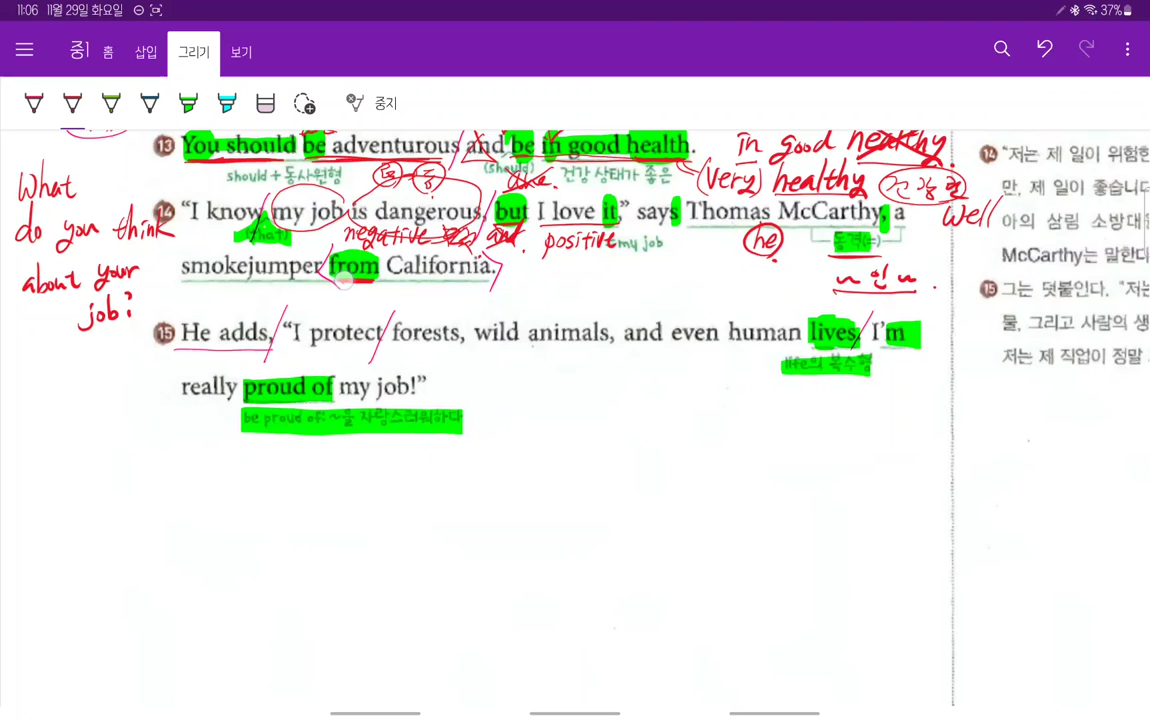 11:06 11월 29일 화요일
37%
중1 홈 삽입 그리기 보기
중지
⑬ You should be adventurous and be in good health.
in good healthy.
should + 동사원형
(should)
건강 상태가 좋은
(very) healthy
well
What
do you think
about your
job?
⑭ "I know my job is dangerous, but I love it," says Thomas McCarthy, a
(that)
negative
and.
positive
my job
he
동격(=)
smokejumper from California.
~인~.
⑮ He adds, "I protect forests, wild animals, and even human lives. I'm
life의 복수형
really proud of my job!"
be proud of: ~을 자랑스러워하다
⑭ "저는 제 일이 위험한
만, 제 일이 좋습니다
아의 삼림 소방대원
McCarthy는 말한다
⑮ 그는 덧붙인다. "저는
물, 그리고 사람의 생
저는 제 직업이 정말